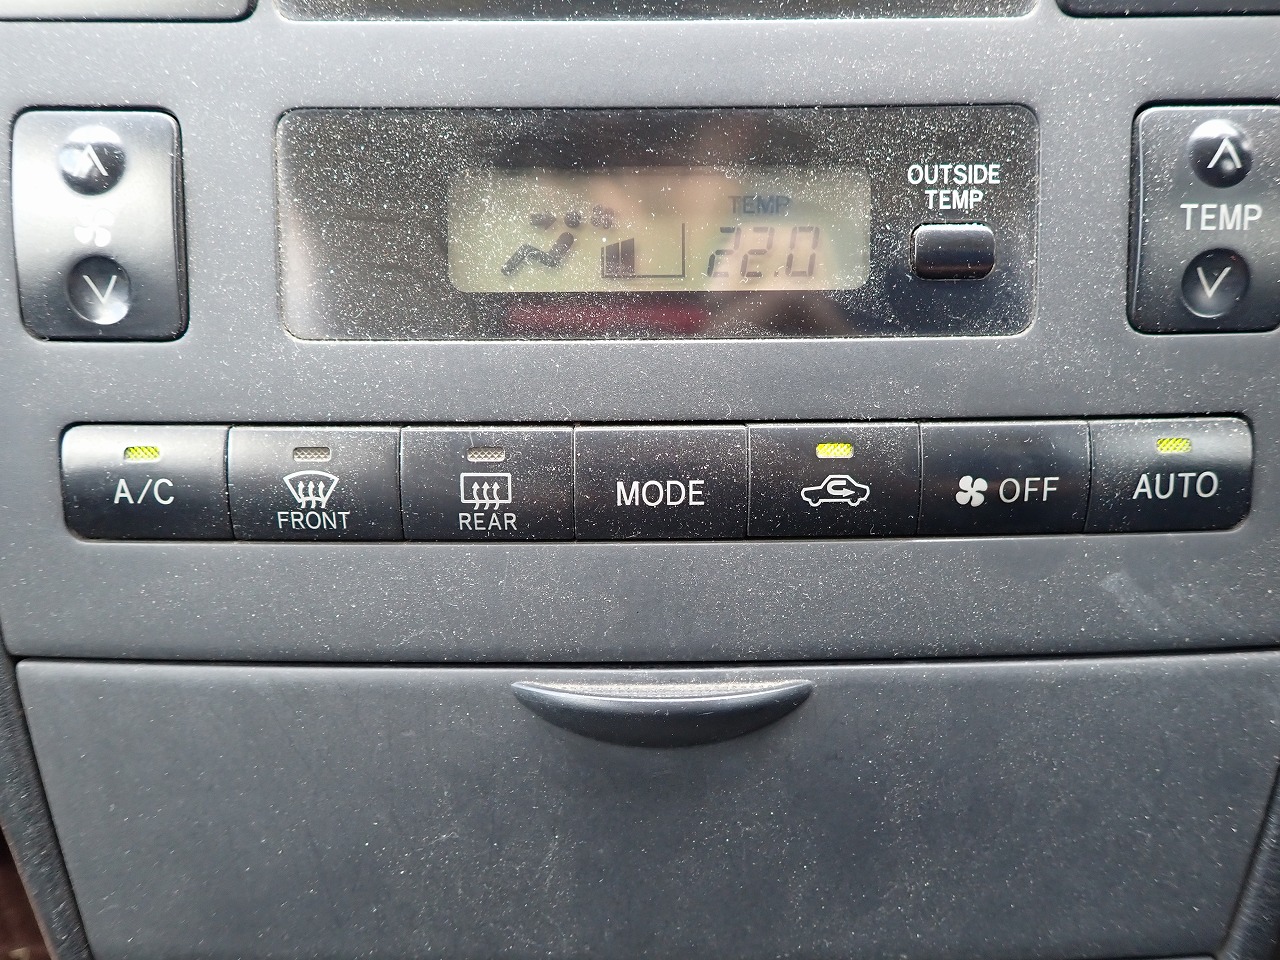 OUTSIDE
TEMP
TEMP
22.0
TEMP
A/C
FRONT
REAR
MODE
OFF
AUTO